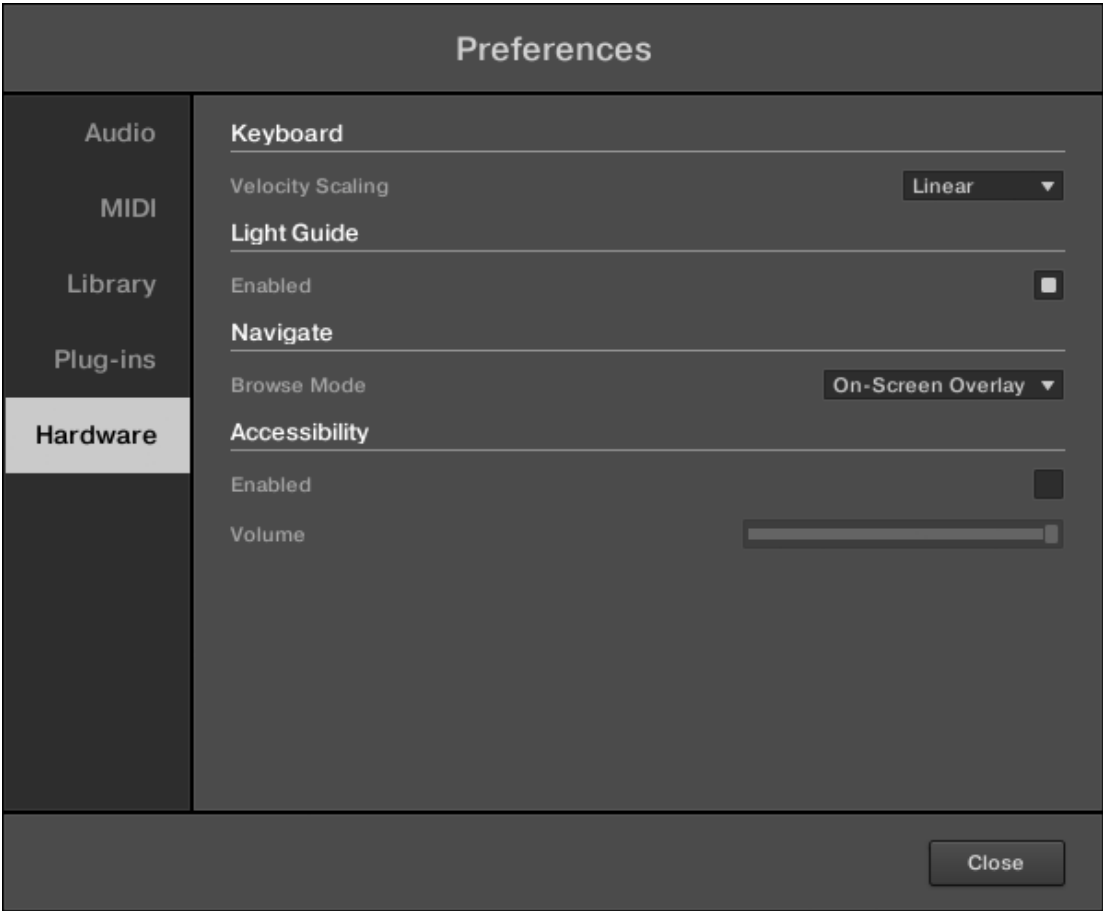 Preferences
Audio
MIDI
Library
Plug-ins
Hardware
Keyboard
Velocity Scaling Linear
Light Guide
Enabled
Navigate
Browse Mode On-Screen Overlay
Accessibility
Enabled
Volume
Close